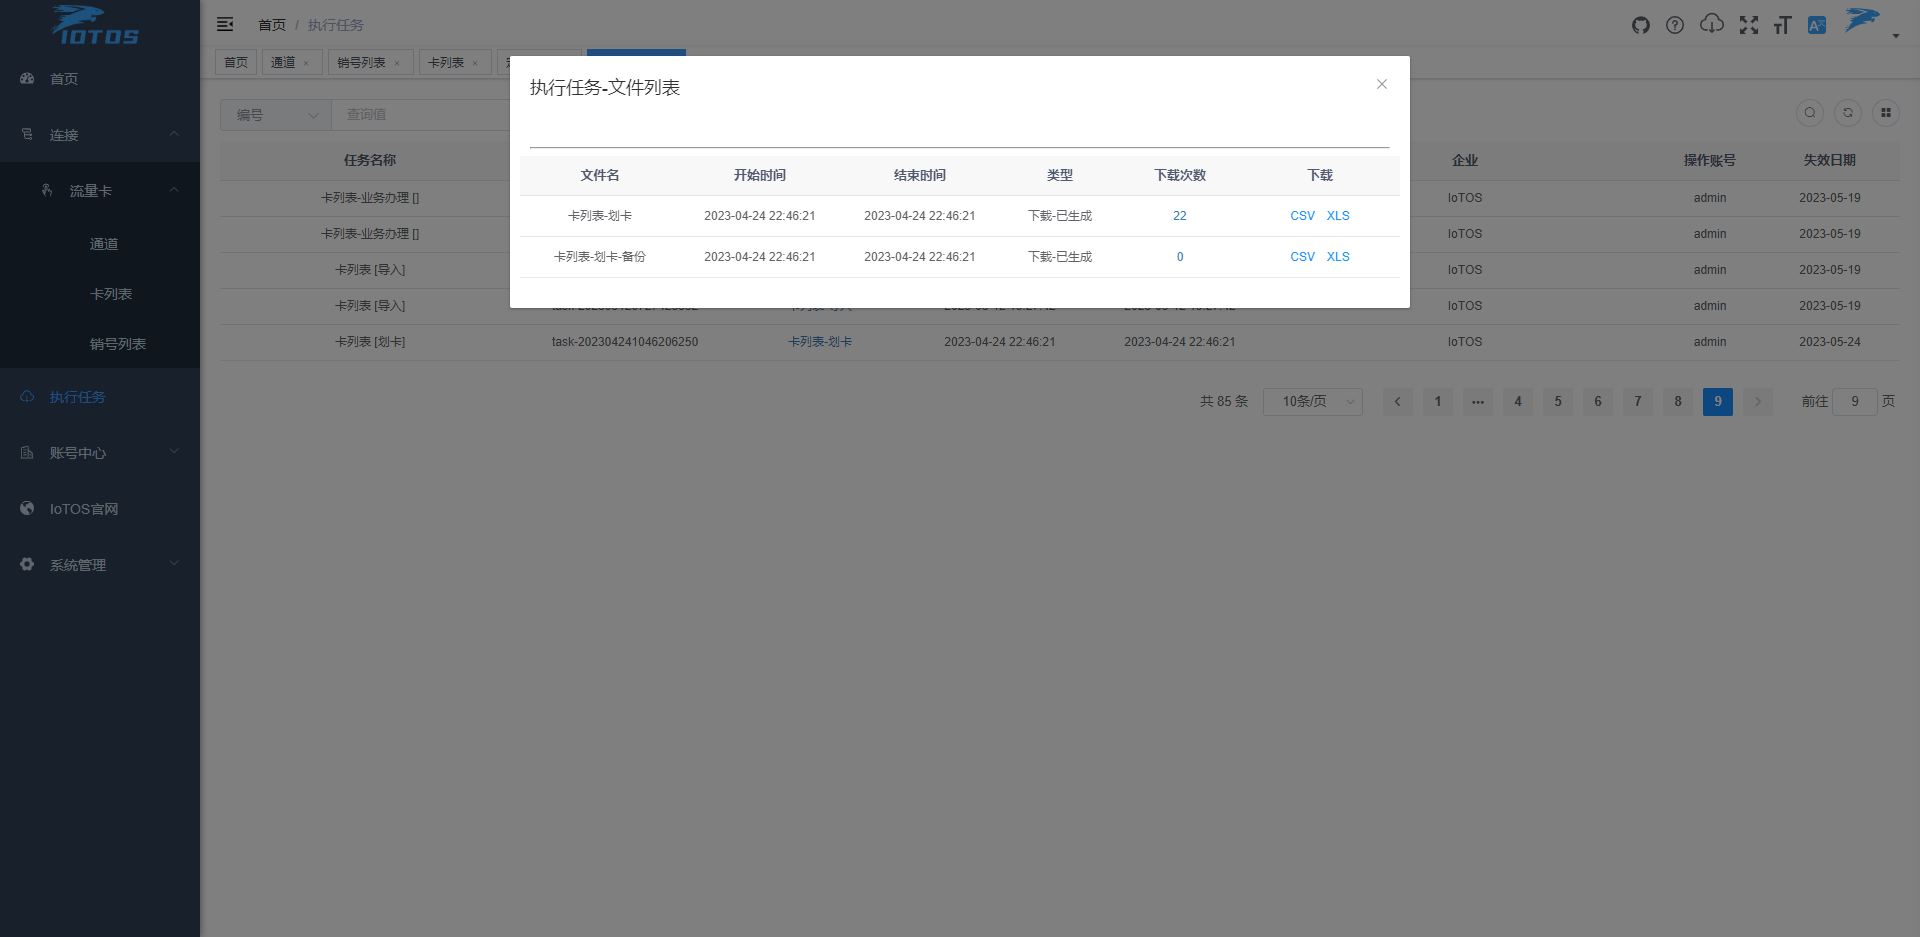 IOTOS
首页
连接
流量卡
通道
卡列表
销号列表
执行任务
账号中心
IoTOS官网
系统管理
首页 / 执行任务
首页
通道 ×
销号列表 ×
卡列表 ×
执行任务-文件列表
文件名 开始时间 结束时间 类型 下载次数 下载
卡列表-划卡 2023-04-24 22:46:21 2023-04-24 22:46:21 下载-已生成 22 CSV XLS
卡列表-划卡-备份 2023-04-24 22:46:21 2023-04-24 22:46:21 下载-已生成 0 CSV XLS
编号 查询值
任务名称 企业 操作账号 失效日期
卡列表-业务办理 [] IoTOS admin 2023-05-19
卡列表-业务办理 [] IoTOS admin 2023-05-19
卡列表 [导入] IoTOS admin 2023-05-19
卡列表 [导入] IoTOS admin 2023-05-19
卡列表 [划卡] task-202304241046206250 卡列表-划卡 2023-04-24 22:46:21 2023-04-24 22:46:21 IoTOS admin 2023-05-24
共 85 条 10条/页 1 ••• 4 5 6 7 8 9 前往 9 页